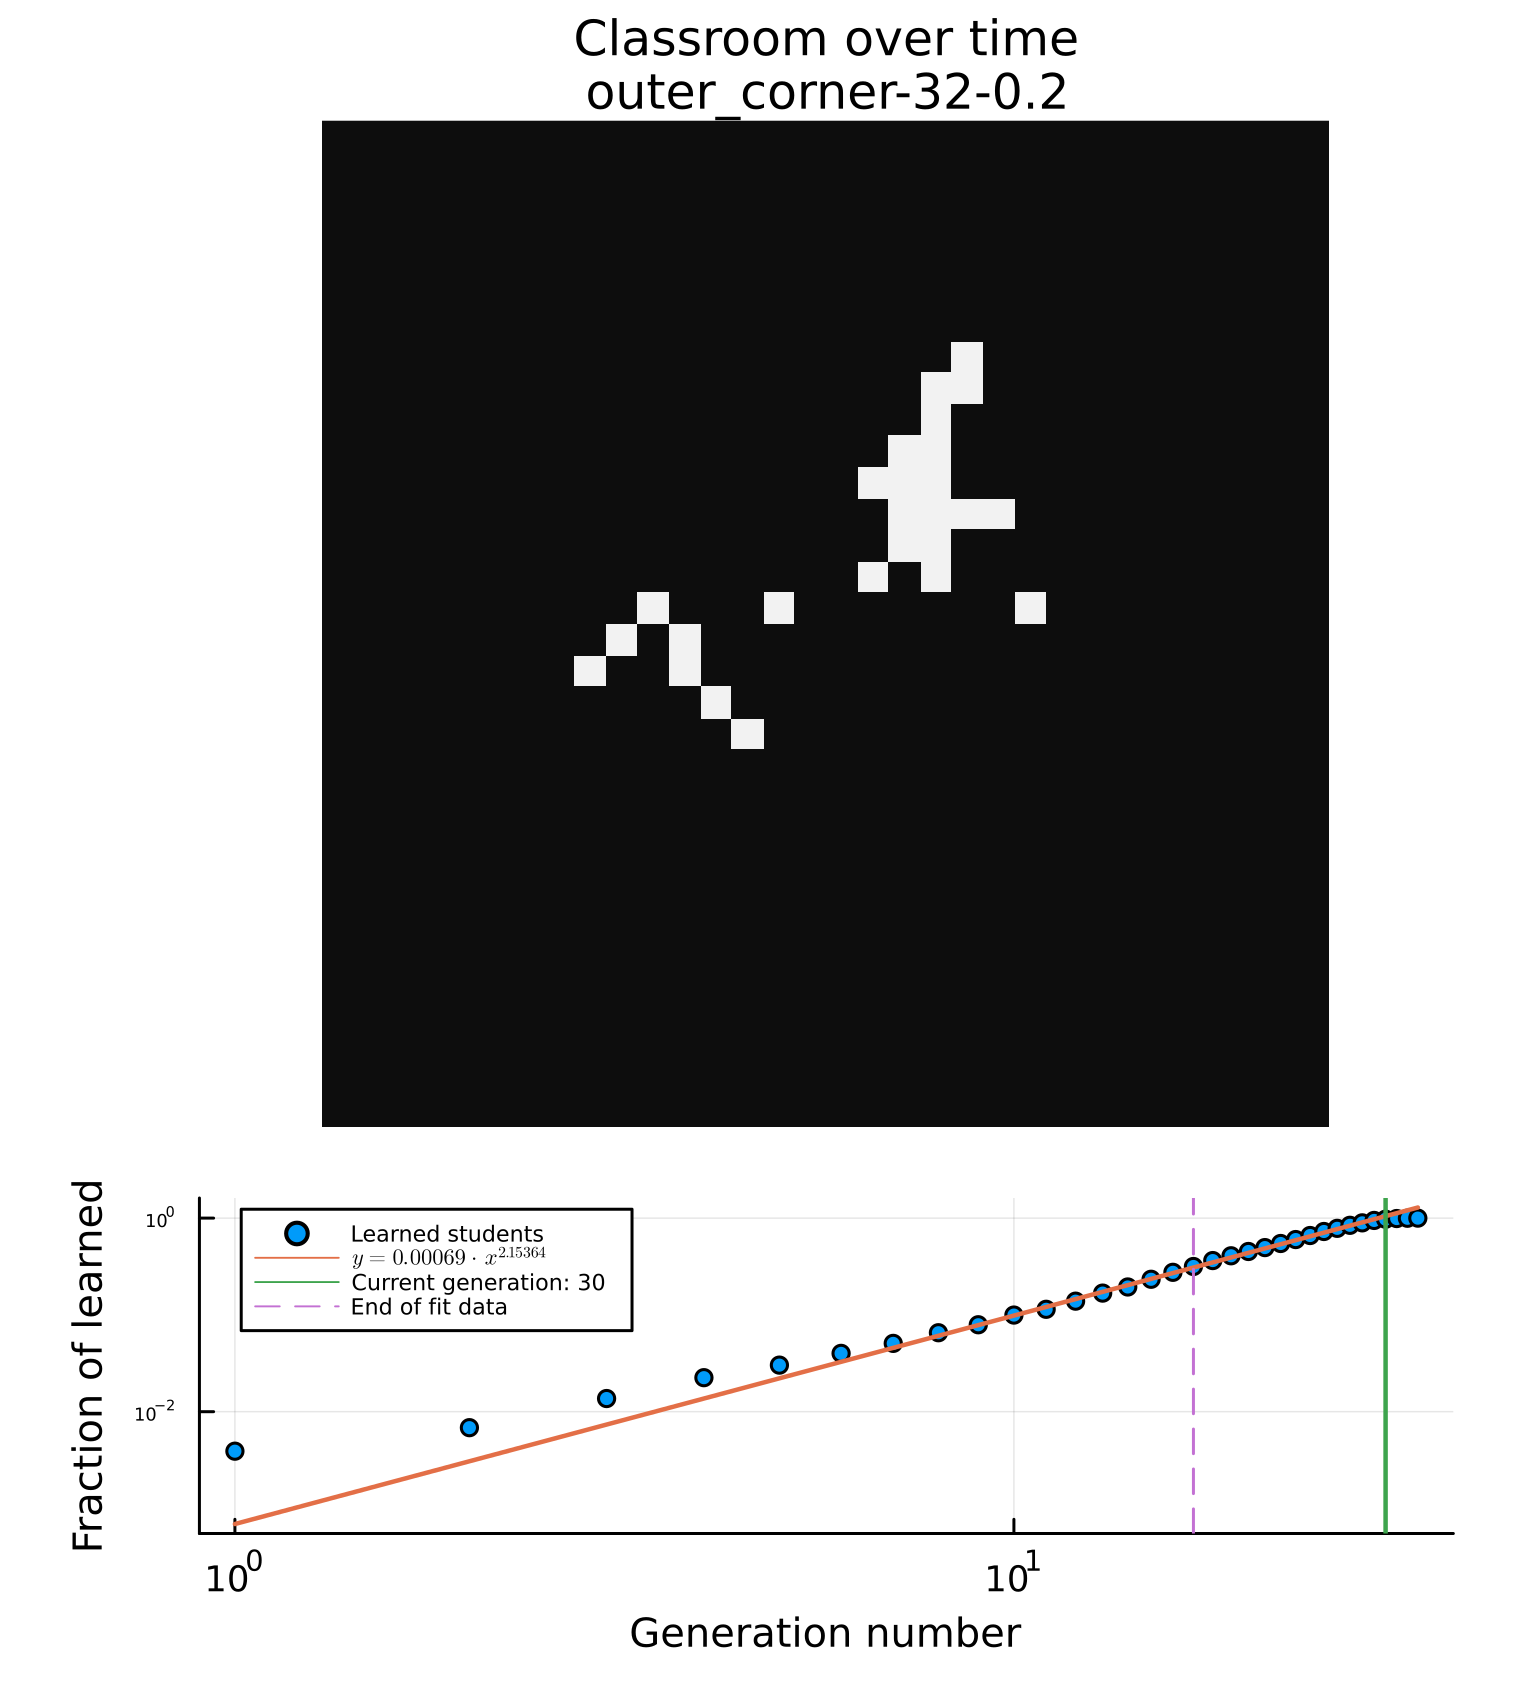 Classroom over time
outer_corner-32-0.2
Fraction of learned
10^0
10^-2
Learned students
y = 0.00069 · x^2.15364
Current generation: 30
End of fit data
10^0
10^1
Generation number